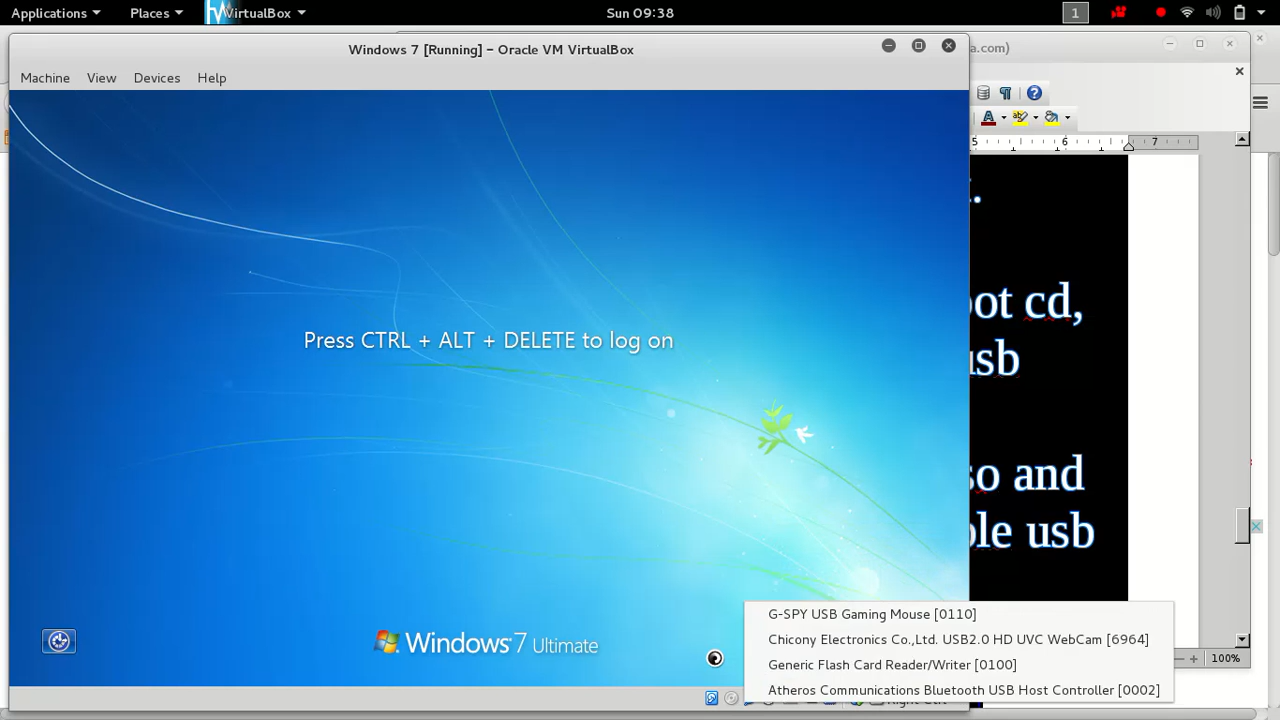 Applications Places VirtualBox Sun 09:38 1
Windows 7 [Running] - Oracle VM VirtualBox
a.com)
Machine View Devices Help
5 6 7
Press CTRL + ALT + DELETE to log on
ot cd,
usb
so and
ble usb
Windows 7 Ultimate
G-SPY USB Gaming Mouse [0110]
Chicony Electronics Co.,Ltd. USB2.0 HD UVC WebCam [6964]
Generic Flash Card Reader/Writer [0100]
Atheros Communications Bluetooth USB Host Controller [0002]
100%
Right Ctrl